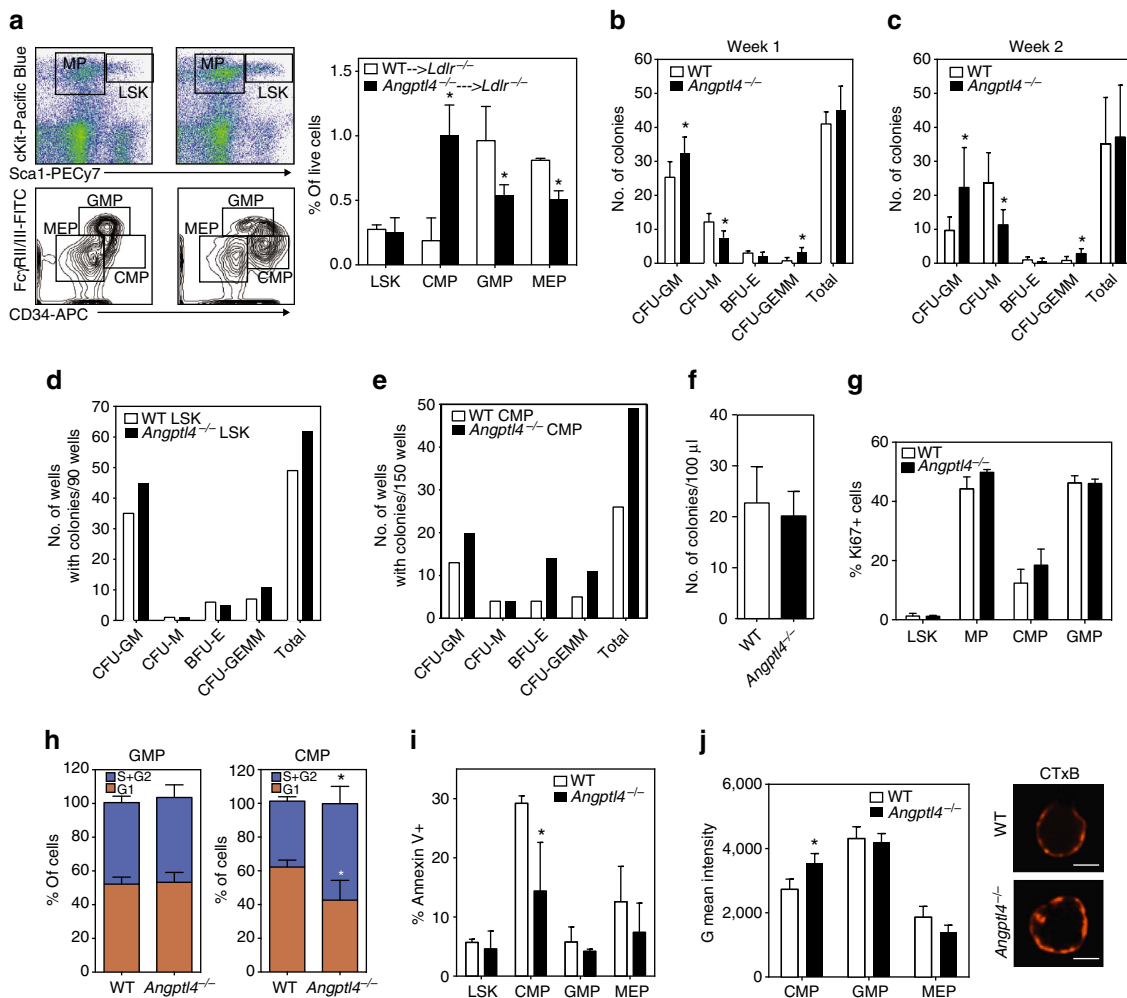 a
cKit-Pacific Blue
MP
LSK
MP
LSK
Sca1-PECy7
FcγRII/III-FITC
GMP
MEP
CMP
GMP
MEP
CMP
CD34-APC
% Of live cells
1.5
1.0
0.5
0.0
WT-->Ldlr–/–
Angptl4–/–--->Ldlr–/–
*
*
*
LSK
CMP
GMP
MEP
b
Week 1
No. of colonies
60
50
40
30
20
10
0
WT
Angptl4–/–
*
*
*
CFU-GM
CFU-M
BFU-E
CFU-GEMM
Total
c
Week 2
No. of colonies
60
50
40
30
20
10
0
WT
Angptl4–/–
*
*
*
CFU-GM
CFU-M
BFU-E
CFU-GEMM
Total
d
No. of wells
with colonies/90 wells
70
60
50
40
30
20
10
0
WT LSK
Angptl4–/– LSK
CFU-GM
CFU-M
BFU-E
CFU-GEMM
Total
e
No. of wells
with colonies/150 wells
50
40
30
20
10
0
WT CMP
Angptl4–/– CMP
CFU-GM
CFU-M
BFU-E
CFU-GEMM
Total
f
No. of colonies/100 µl
40
30
20
10
0
WT
Angptl4–/–
g
% Ki67+ cells
60
40
20
0
WT
Angptl4–/–
LSK
MP
CMP
GMP
h
GMP
% Of cells
120
100
80
60
40
20
0
S+G2
G1
WT
Angptl4–/–
CMP
% of cells
120
100
80
60
40
20
0
S+G2
G1
*
*
WT
Angptl4–/–
i
% Annexin V+
30
20
10
0
WT
Angptl4–/–
*
LSK
CMP
GMP
MEP
j
G mean intensity
6,000
4,000
2,000
0
WT
Angptl4–/–
*
CMP
GMP
MEP
CTxB
WT
Angptl4–/–